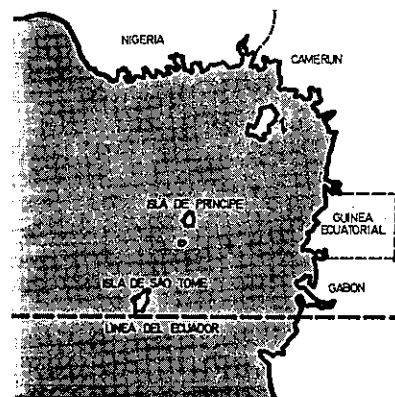 NIGERIA
CAMERUN
ISLA DE PRINCIPE
GUINEA
ECUATORIAL
ISLA DE SAO TOME
GABON
LINEA DEL ECUADOR